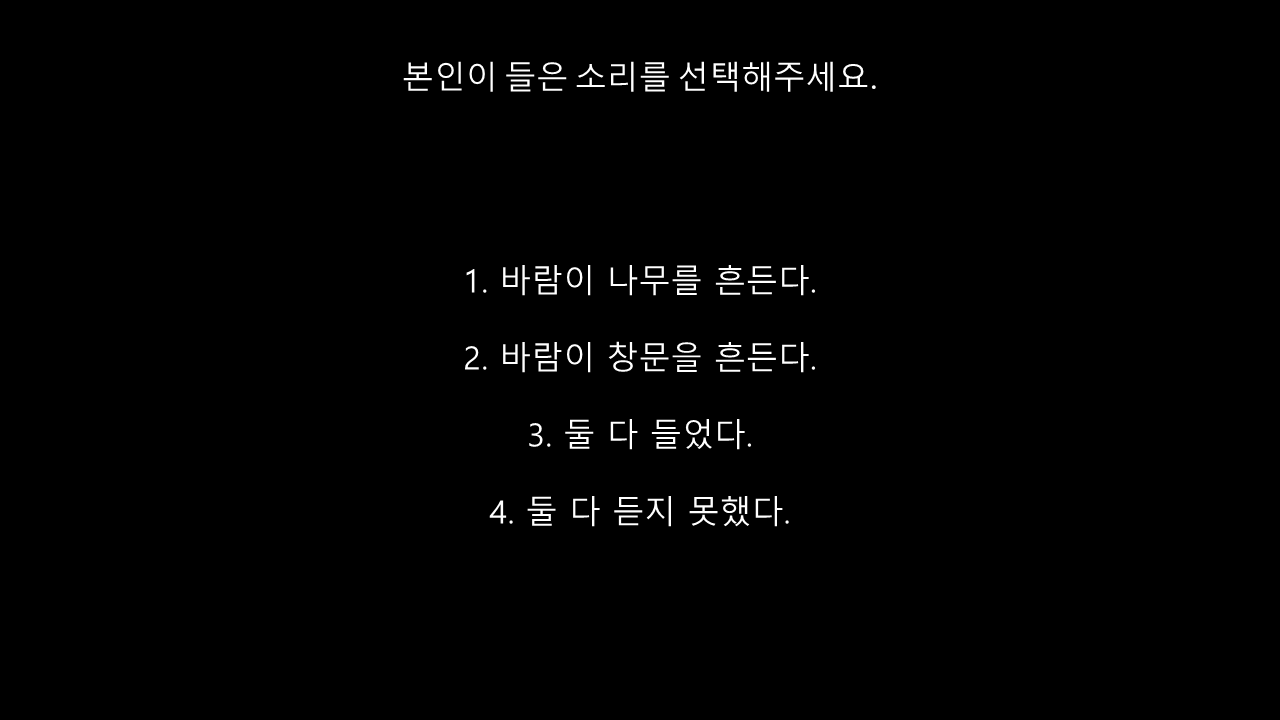 본인이 들은 소리를 선택해주세요.
1. 바람이 나무를 흔든다.
2. 바람이 창문을 흔든다.
3. 둘 다 들었다.
4. 둘 다 듣지 못했다.